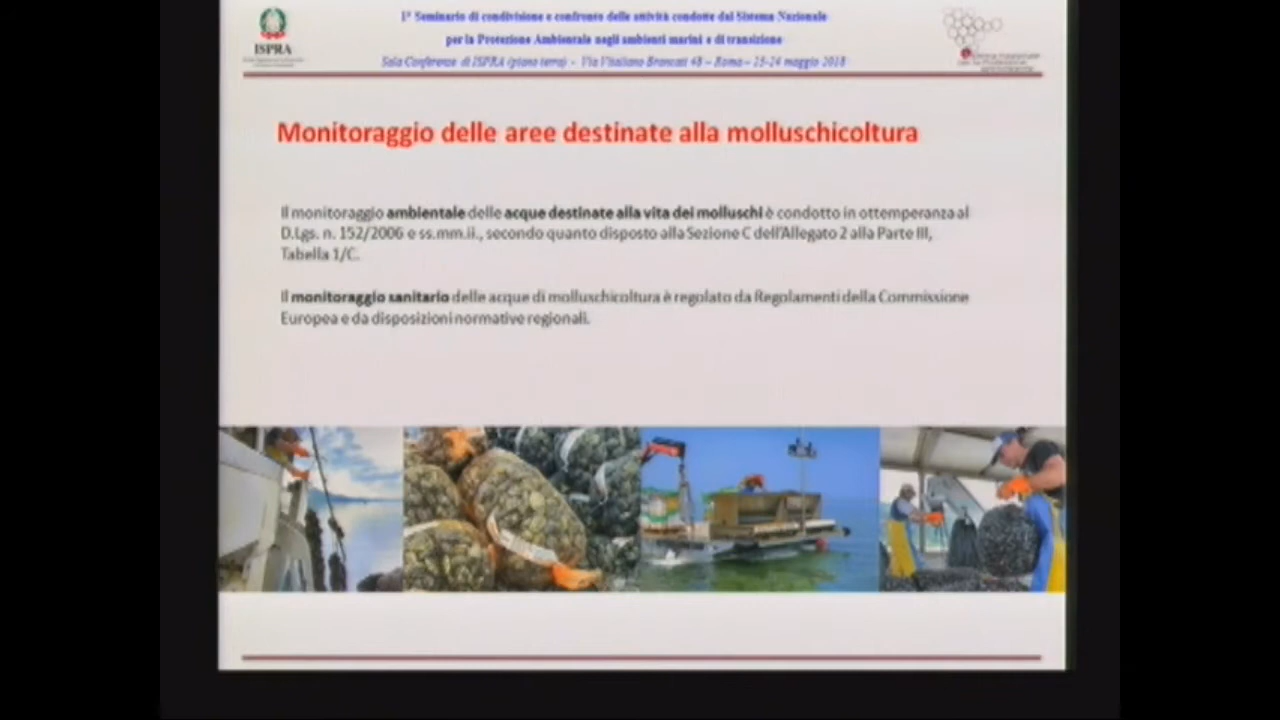 1° Seminario di condivisione e confronto delle attività condotte dal Sistema Nazionale
per la Protezione Ambientale negli ambienti marini e di transizione
Sala Conferenze di ISPRA (piano terra) - Via Vitaliano Brancati 48 – Roma – 23-24 maggio 2018
ISPRA
Monitoraggio delle aree destinate alla molluschicoltura
Il monitoraggio ambientale delle acque destinate alla vita dei molluschi è condotto in ottemperanza al
D.Lgs. n. 152/2006 e ss.mm.ii., secondo quanto disposto alla Sezione C dell'Allegato 2 alla Parte III,
Tabella 1/C.
Il monitoraggio sanitario delle acque di molluschicoltura è regolato da Regolamenti della Commissione
Europea e da disposizioni normative regionali.